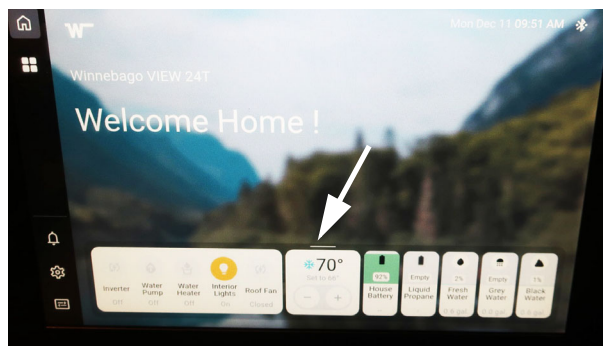 Mon Dec 11 09:51 AM
Winnebago VIEW 24T
Welcome Home !
70°
Inverter
Off
Water Pump
Off
Water Heater
Off
Interior Lights
On
Roof Fan
Closed
92%
House Battery
Empty
Liquid Propane
2%
Fresh Water
Empty
Grey Water
1%
Black Water